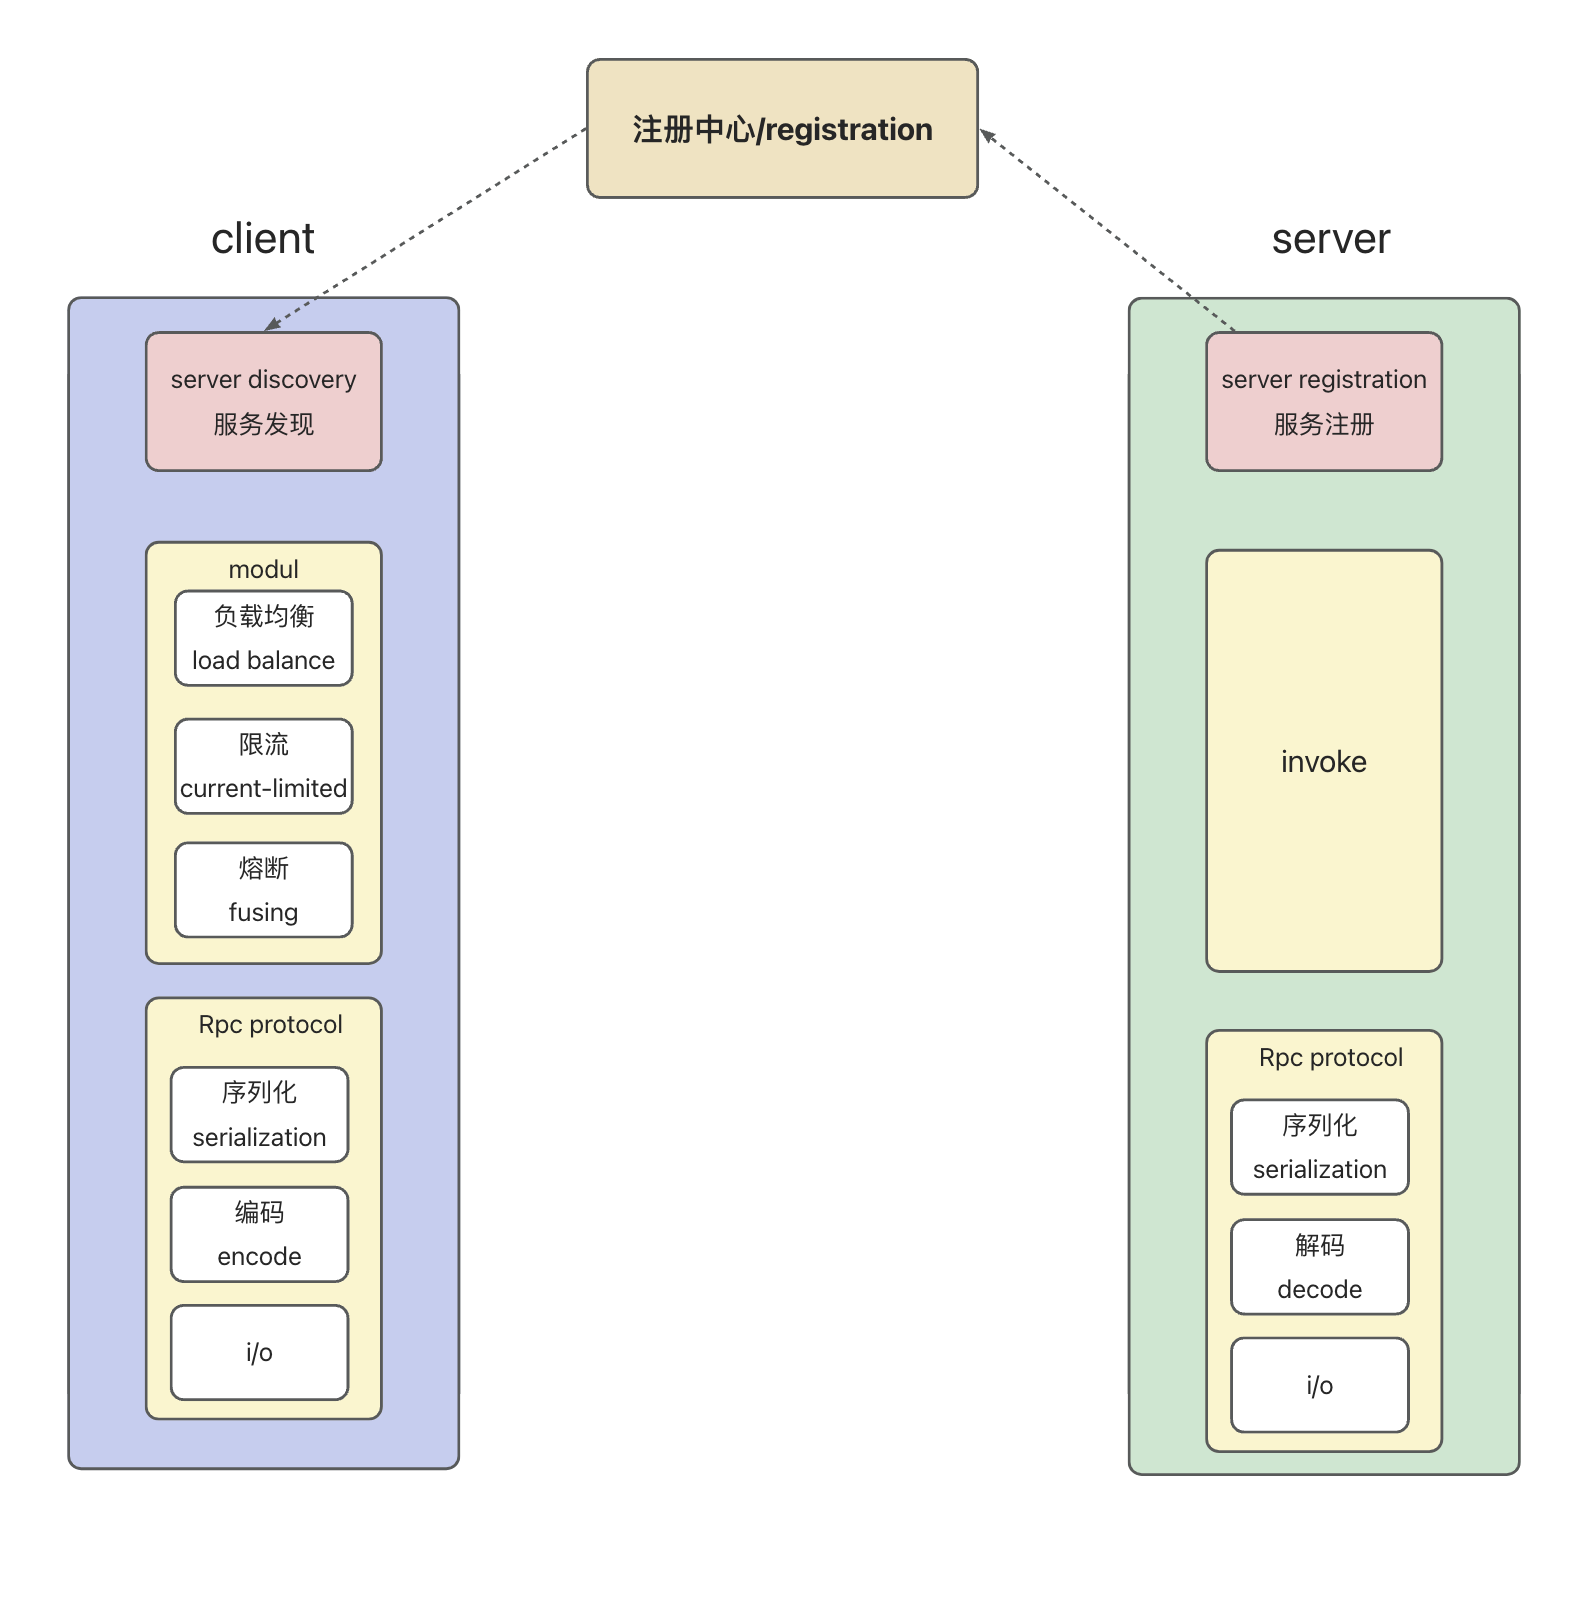 注册中心/registration
client
server discovery
服务发现
modul
负载均衡
load balance
限流
current-limited
熔断
fusing
Rpc protocol
序列化
serialization
编码
encode
i/o
server
server registration
服务注册
invoke
Rpc protocol
序列化
serialization
解码
decode
i/o